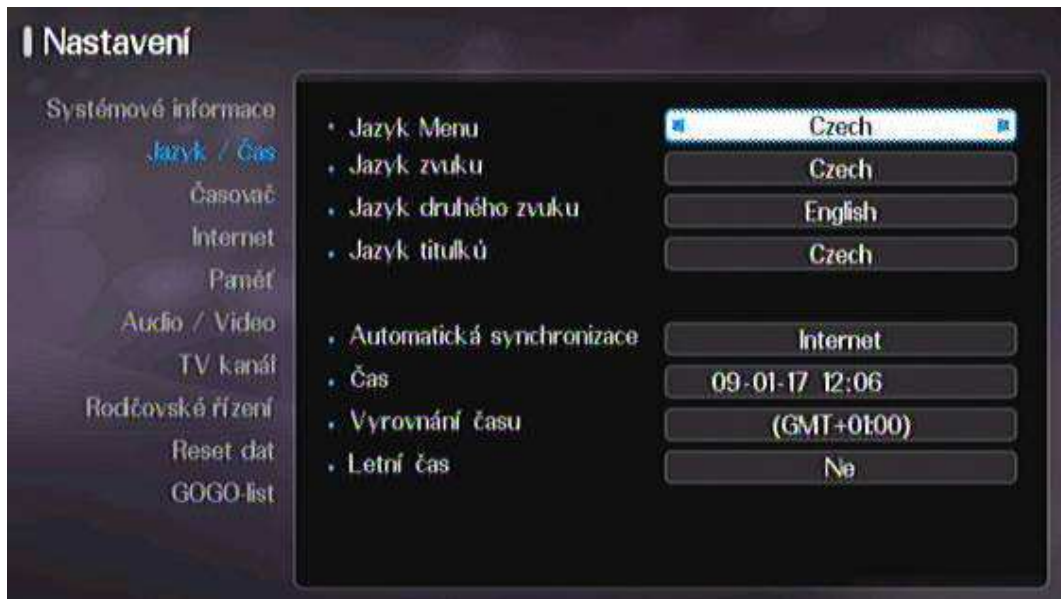 Nastavení
Systémové informace
Jazyk / Čas
Časovač
Internet
Paměť
Audio / Video
TV kanál
Rodčovské řízení
Reset dat
GOGO-list
Jazyk Menu Czech
Jazyk zvuku Czech
Jazyk druhého zvuku English
Jazyk titulků Czech
Automatická synchronizace Internet
Čas 09-01-17 12:06
Vyrovnání času (GMT+01:00)
Letní čas Ne